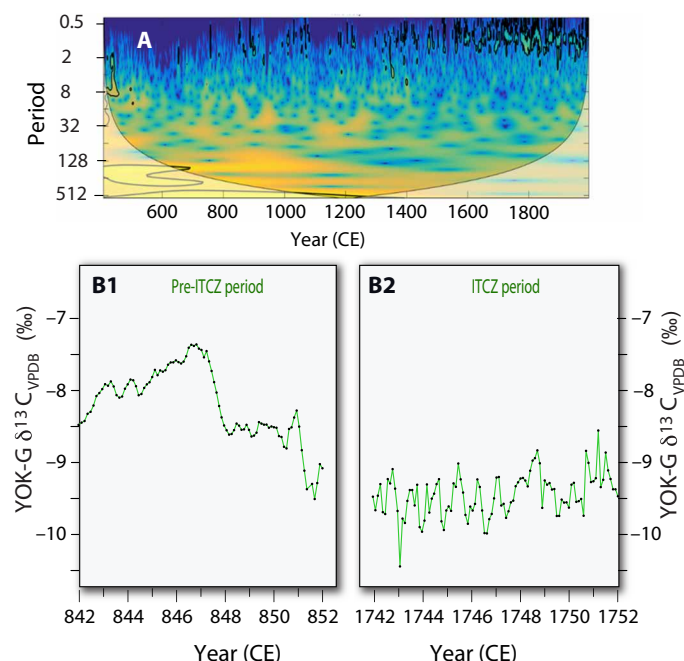 A
0.5
2
8
32
128
512
Period
600 800 1000 1200 1400 1600 1800
Year (CE)
B1 Pre-ITCZ period
−7
−8
−9
−10
YOK-G δ13 CVPDB (‰)
842 844 846 848 850 852
Year (CE)
B2 ITCZ period
−7
−8
−9
−10
YOK-G δ13 CVPDB (‰)
1742 1744 1746 1748 1750 1752
Year (CE)